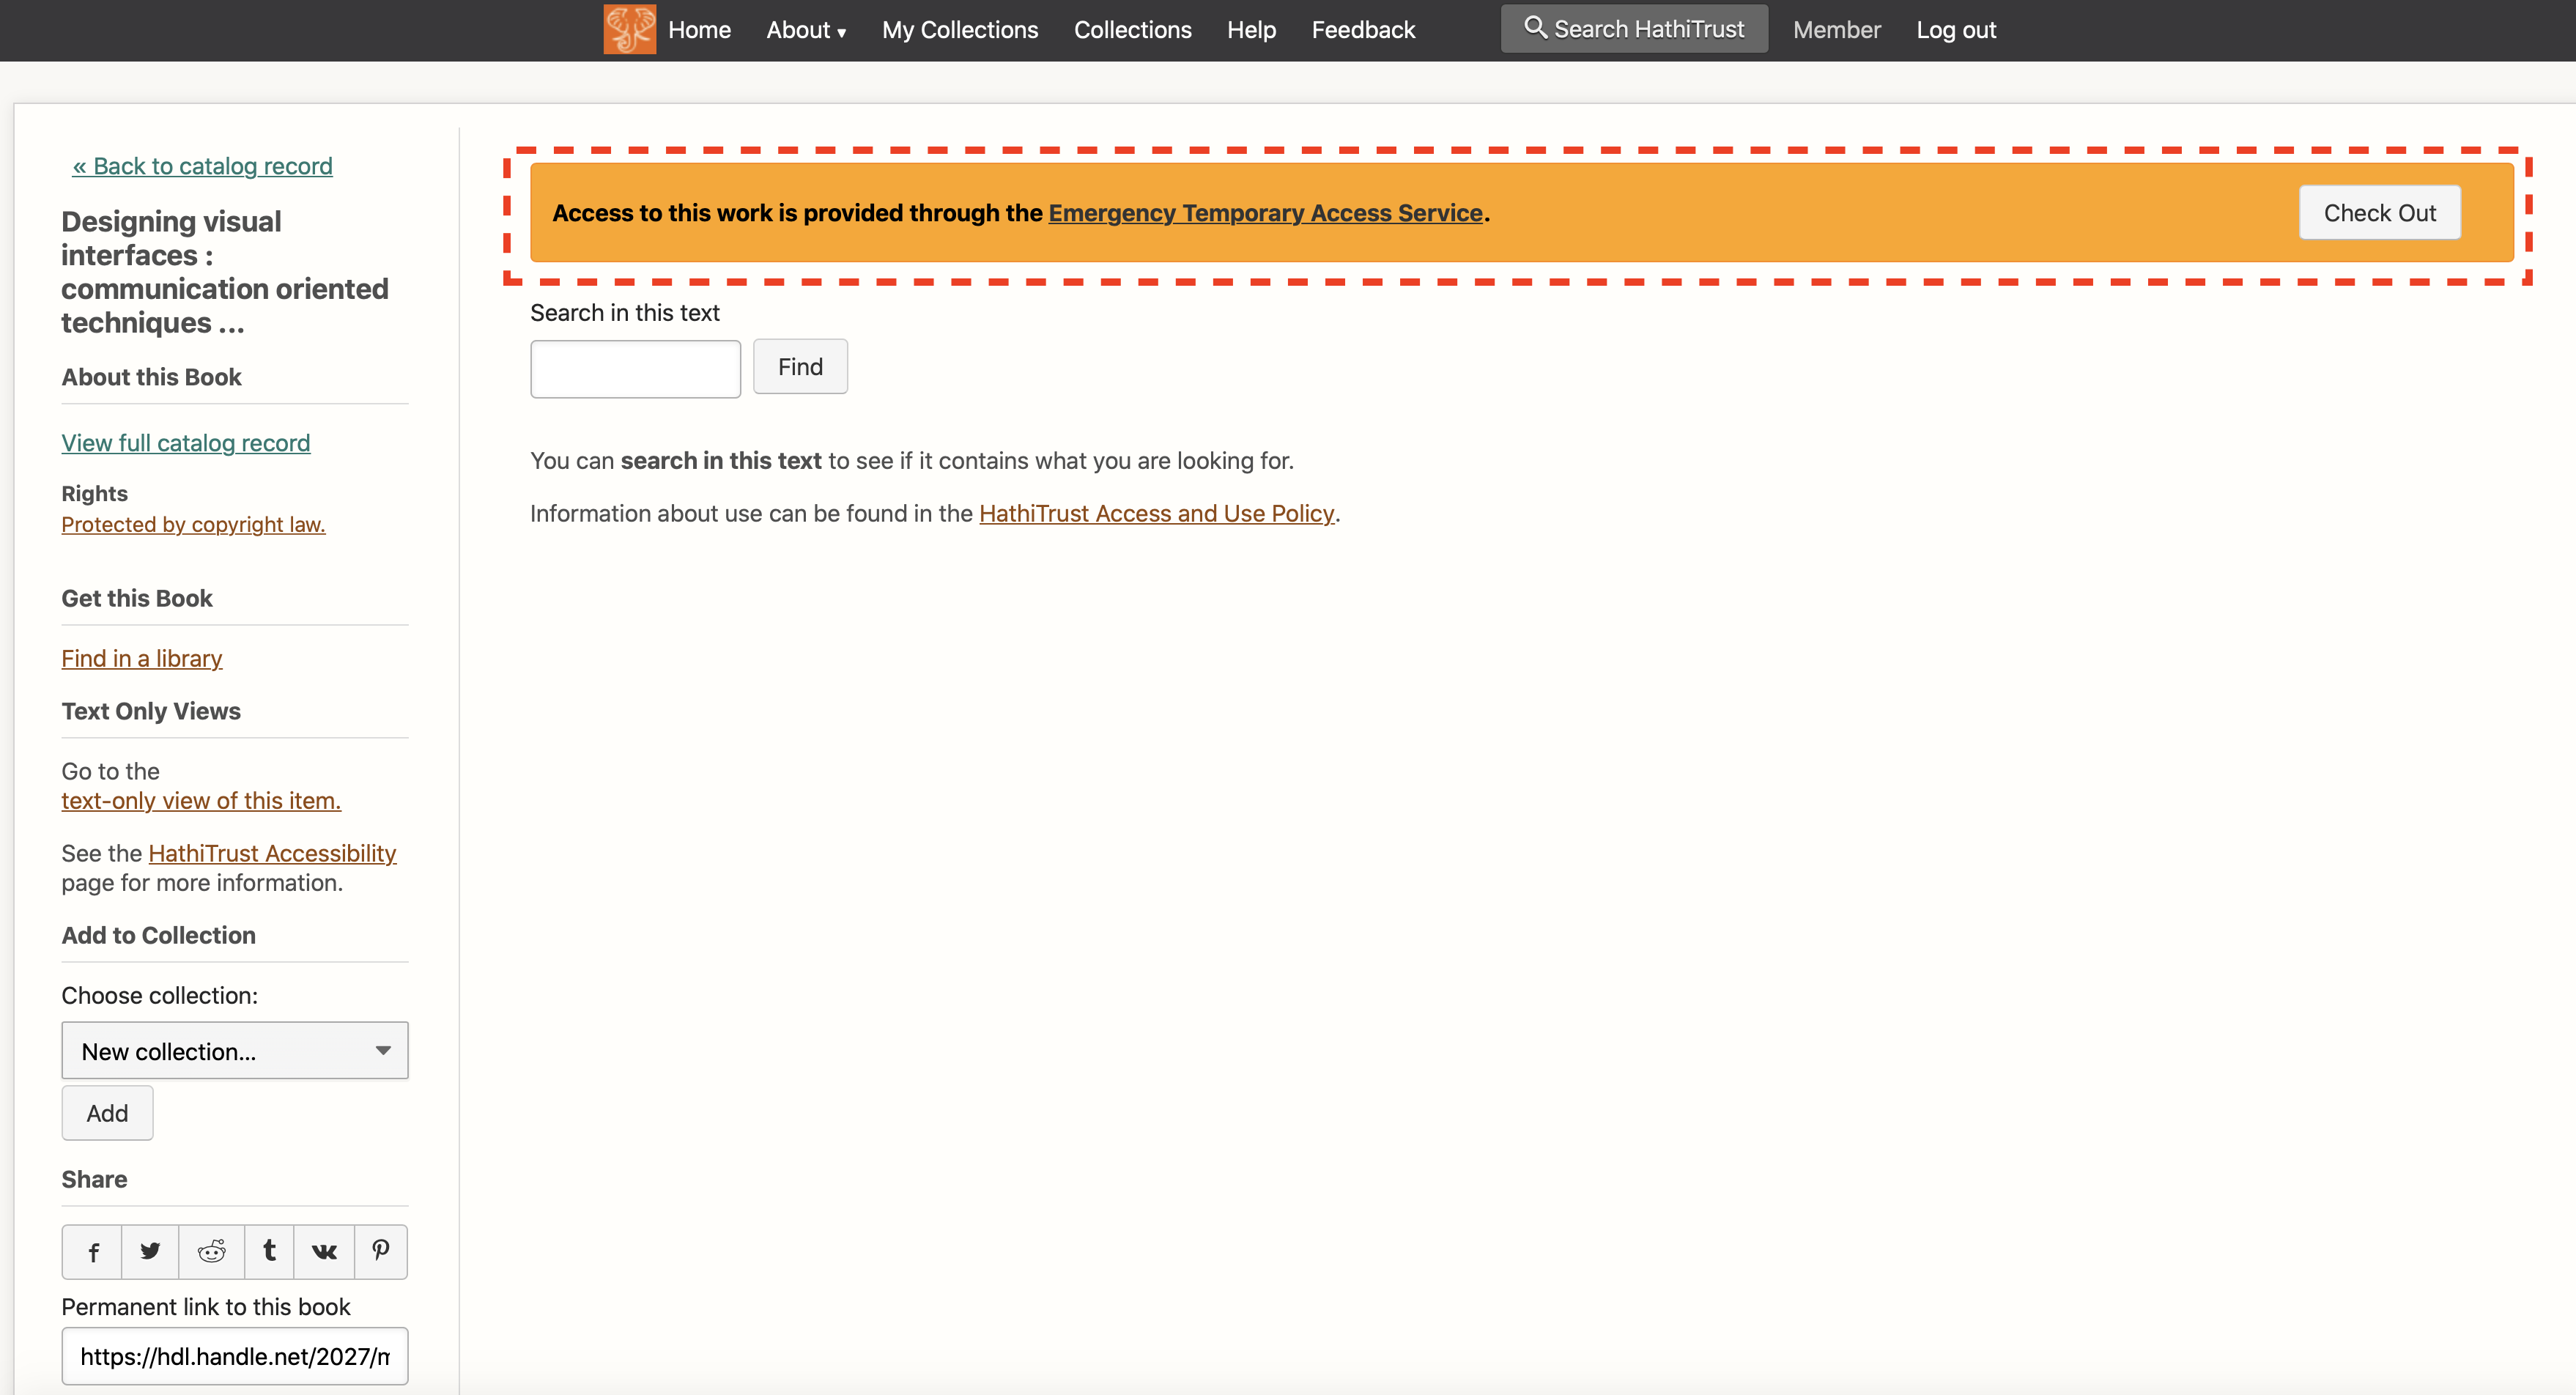 Home About ▾ My Collections Collections Help Feedback Search HathiTrust Member Log out
« Back to catalog record
Designing visual
interfaces :
communication oriented
techniques ...
About this Book
View full catalog record
Rights
Protected by copyright law.
Get this Book
Find in a library
Text Only Views
Go to the
text-only view of this item.
See the HathiTrust Accessibility
page for more information.
Add to Collection
Choose collection:
New collection...
Add
Share
Permanent link to this book
https://hdl.handle.net/2027/m
Access to this work is provided through the Emergency Temporary Access Service. Check Out
Search in this text
Find
You can search in this text to see if it contains what you are looking for.
Information about use can be found in the HathiTrust Access and Use Policy.